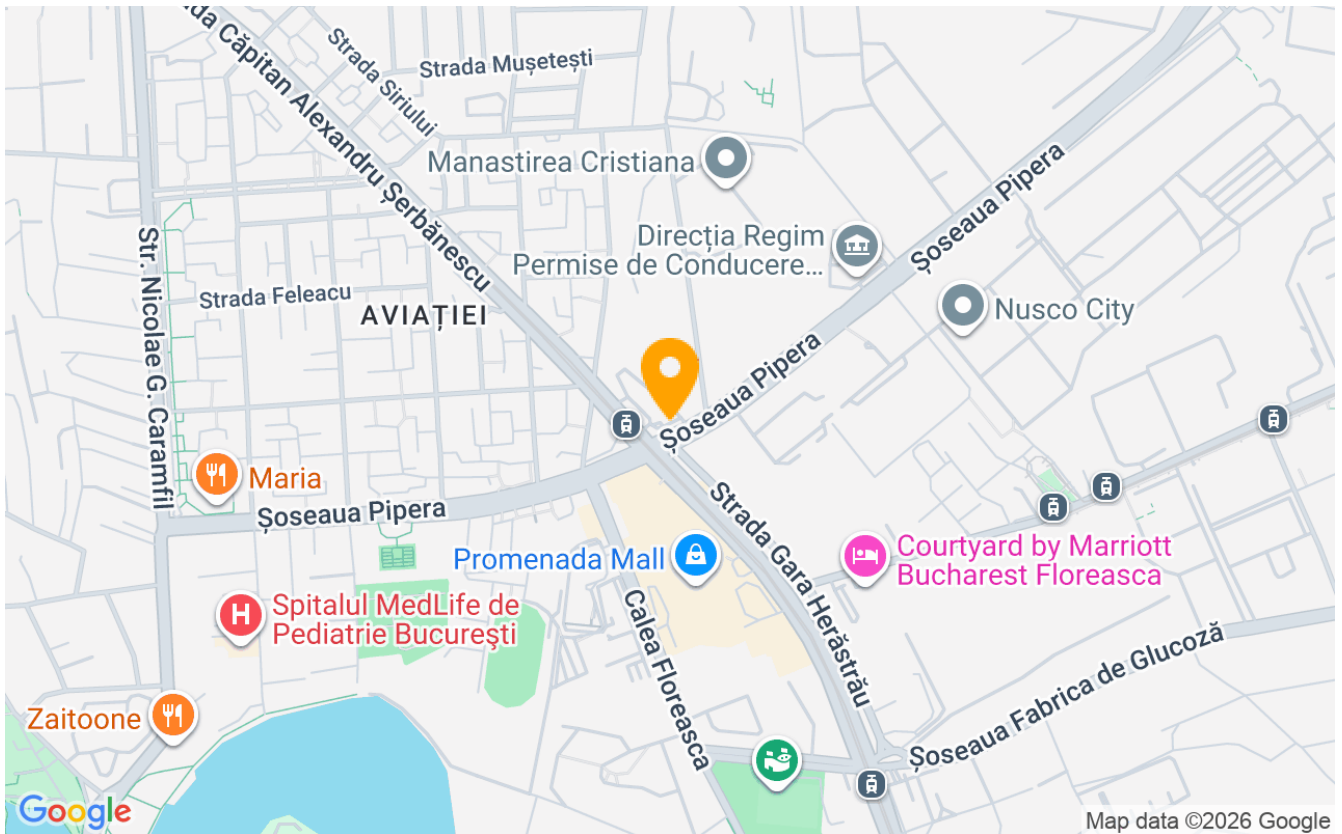 da Căpitan Alexandru Șerbănescu
Strada Siriului
Strada Mușetești
Manastirea Cristiana
Șoseaua Pipera
Direcția Regim
Permise de Conducere...
Str. Nicolae G. Caramfil
Strada Feleacu
AVIAȚIEI
Nusco City
Șoseaua Pipera
Maria
Șoseaua Pipera
Strada Gara Herăstrău
Promenada Mall
Courtyard by Marriott
Bucharest Floreasca
Spitalul MedLife de
Pediatrie Bucureşti
Calea Floreasca
Șoseaua Fabrica de Glucoză
Zaitoone
Google
Map data ©2026 Google
H